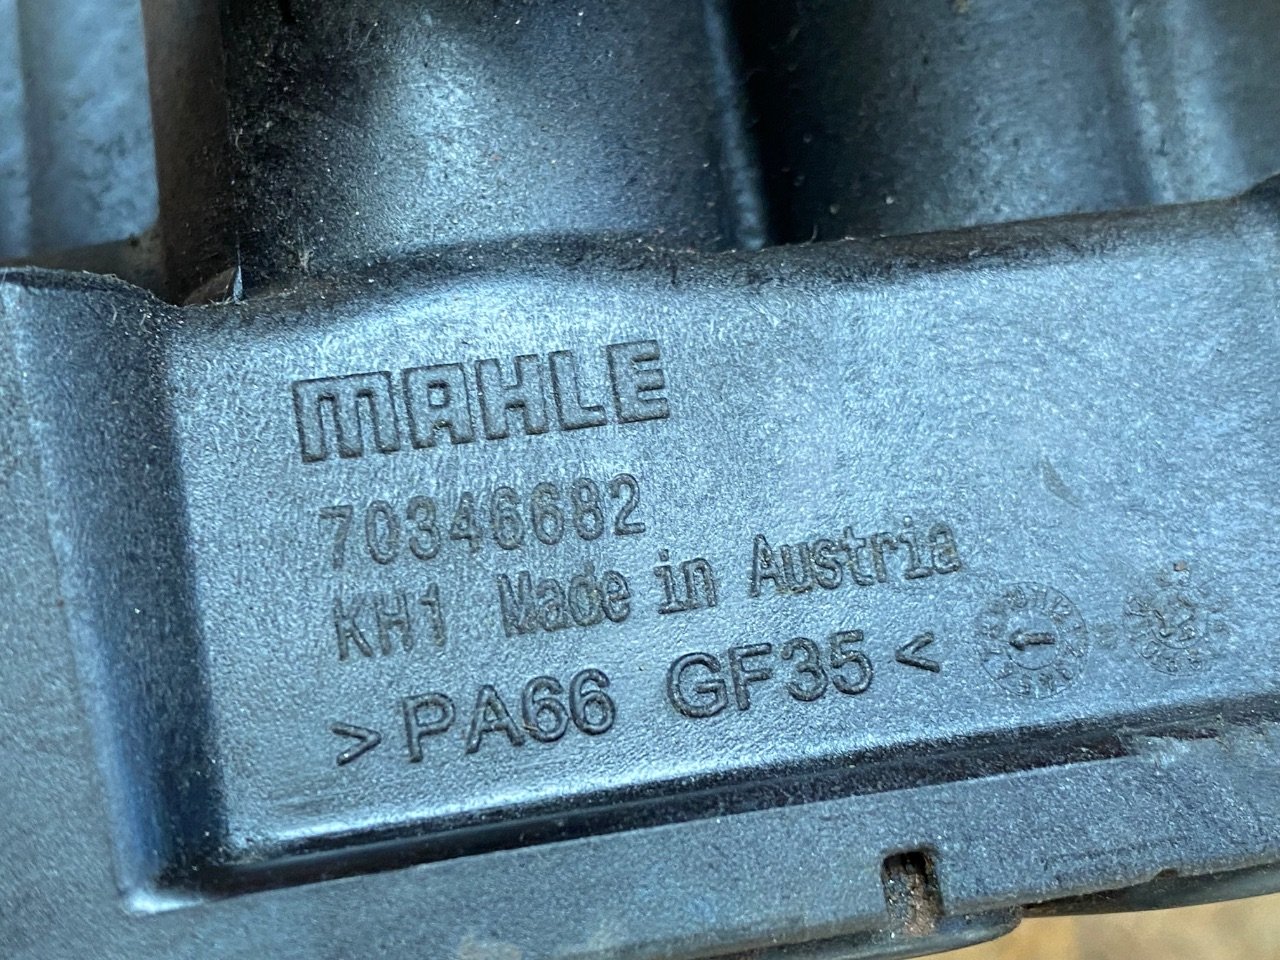 MAHLE
70346682
KH1 Made in Austria
>PA66 GF35<